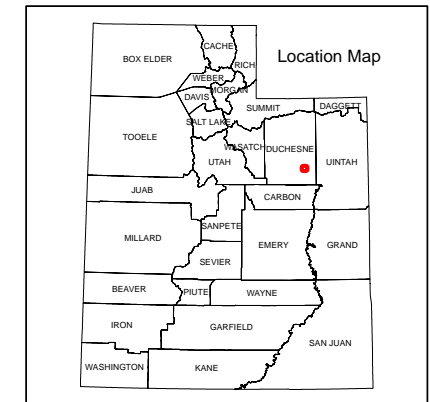 Location Map
CACHE
BOX ELDER
RICH
WEBER
MORGAN
DAVIS
SUMMIT
DAGGETT
SALT LAKE
TOOELE
WASATCH
DUCHESNE
UTAH
UINTAH
JUAB
CARBON
SANPETE
MILLARD
EMERY
GRAND
SEVIER
BEAVER
PIUTE
WAYNE
IRON
GARFIELD
SAN JUAN
WASHINGTON
KANE